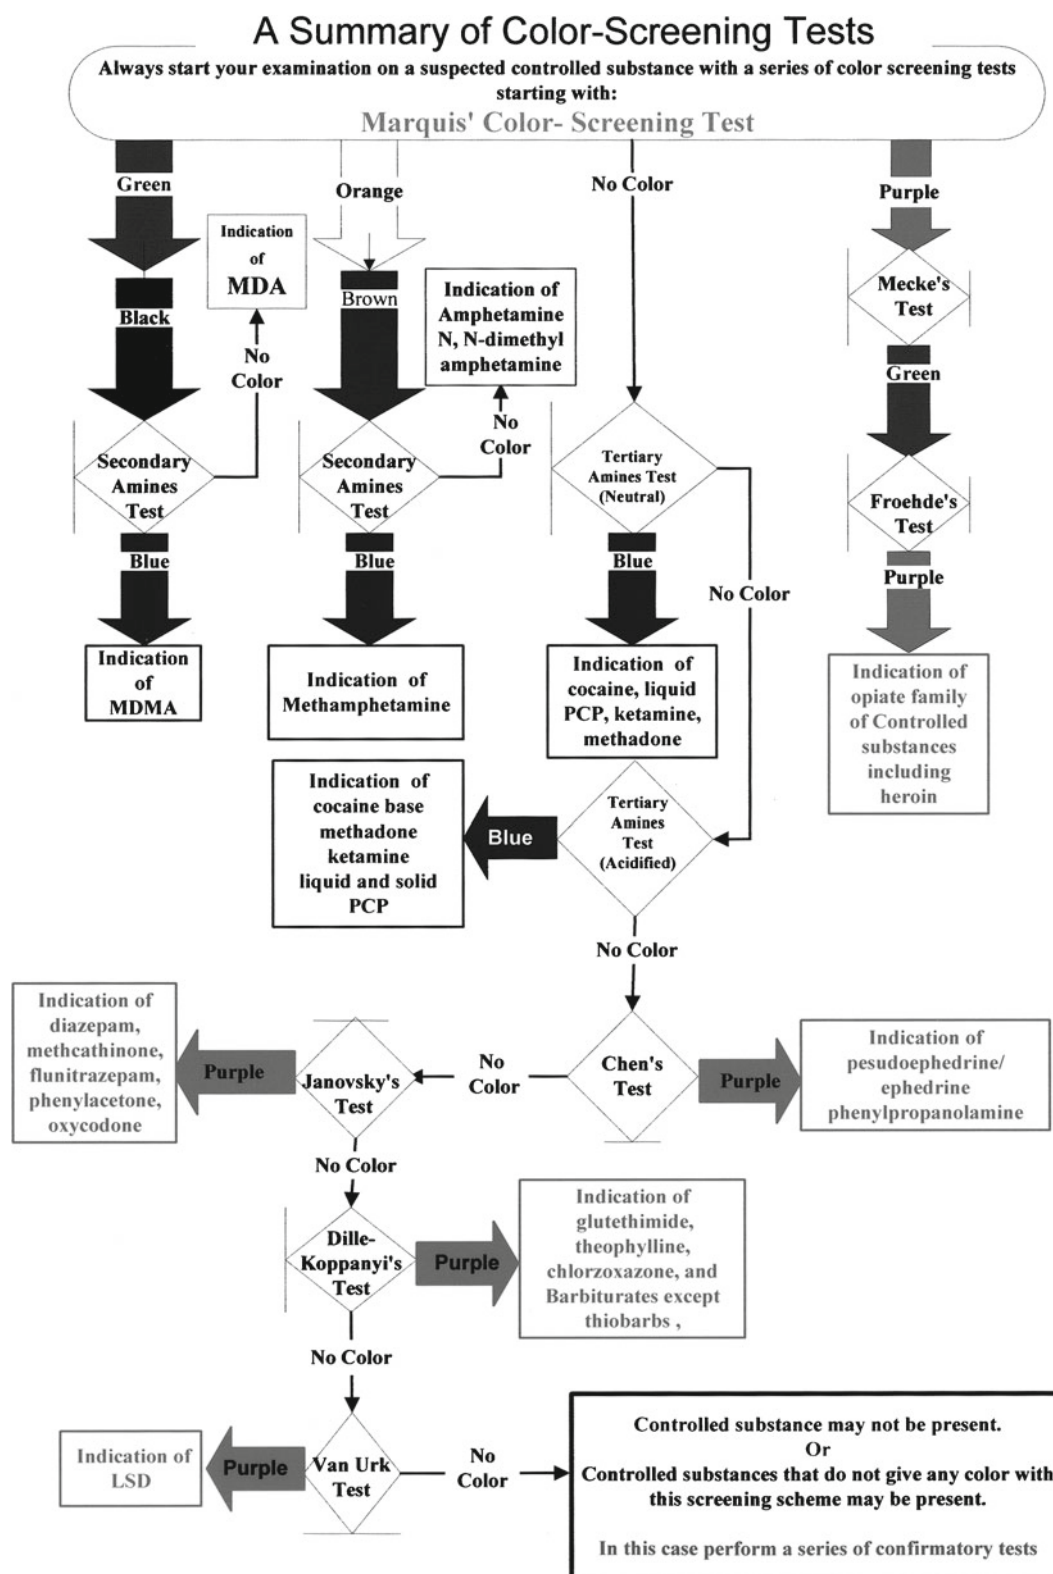 A Summary of Color-Screening Tests
Always start your examination on a suspected controlled substance with a series of color screening tests
starting with:
Marquis' Color- Screening Test
Green
Black
Secondary
Amines
Test
No
Color
Indication
of
MDA
Blue
Indication
of
MDMA
Orange
Brown
Secondary
Amines
Test
No
Color
Indication of
Amphetamine
N, N-dimethyl
amphetamine
Blue
Indication of
Methamphetamine
No Color
Tertiary
Amines Test
(Neutral)
Blue
Indication of
cocaine, liquid
PCP, ketamine,
methadone
No Color
Tertiary
Amines
Test
(Acidified)
Blue
Indication of
cocaine base
methadone
ketamine
liquid and solid
PCP
No Color
Purple
Mecke's
Test
Green
Froehde's
Test
Purple
Indication of
opiate family
of Controlled
substances
including
heroin
Chen's
Test
Purple
Indication of
pesudoephedrine/
ephedrine
phenylpropanolamine
No
Color
Janovsky's
Test
Purple
Indication of
diazepam,
methcathinone,
flunitrazepam,
phenylacetone,
oxycodone
No Color
Dille-
Koppanyi's
Test
Purple
Indication of
glutethimide,
theophylline,
chlorzoxazone, and
Barbiturates except
thiobarbs ,
No Color
Van Urk
Test
Purple
Indication of
LSD
No
Color
Controlled substance may not be present.
Or
Controlled substances that do not give any color with
this screening scheme may be present.
In this case perform a series of confirmatory tests